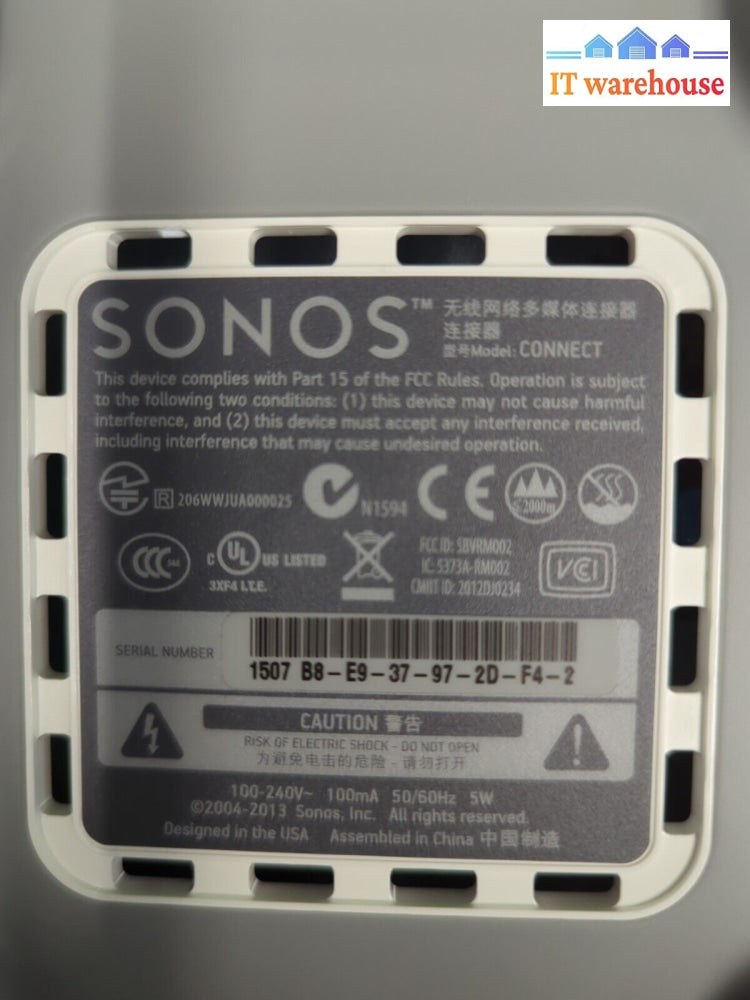 IT warehouse
SONOS™ 无线网络多媒体连接器
连接器
型号Model: CONNECT
This device complies with Part 15 of the FCC Rules. Operation is subject
to the following two conditions: (1) this device may not cause harmful
interference, and (2) this device must accept any interference received,
including interference that may cause undesired operation.
R 206WWJUA000025 N1594 CE ≤2000m
CCC C UL US LISTED
3XF4 I.T.E.
FCC ID: SBVRM002
IC: 5373A-RM002
CMIIT ID: 2012DJ0234
VCCI
SERIAL NUMBER
1507 B8-E9-37-97-2D-F4-2
CAUTION 警告
RISK OF ELECTRIC SHOCK - DO NOT OPEN
为避免电击的危险 - 请勿打开
100-240V~ 100mA 50/60Hz 5W
©2004-2013 Sonos, Inc. All rights reserved.
Designed in the USA Assembled in China 中国制造